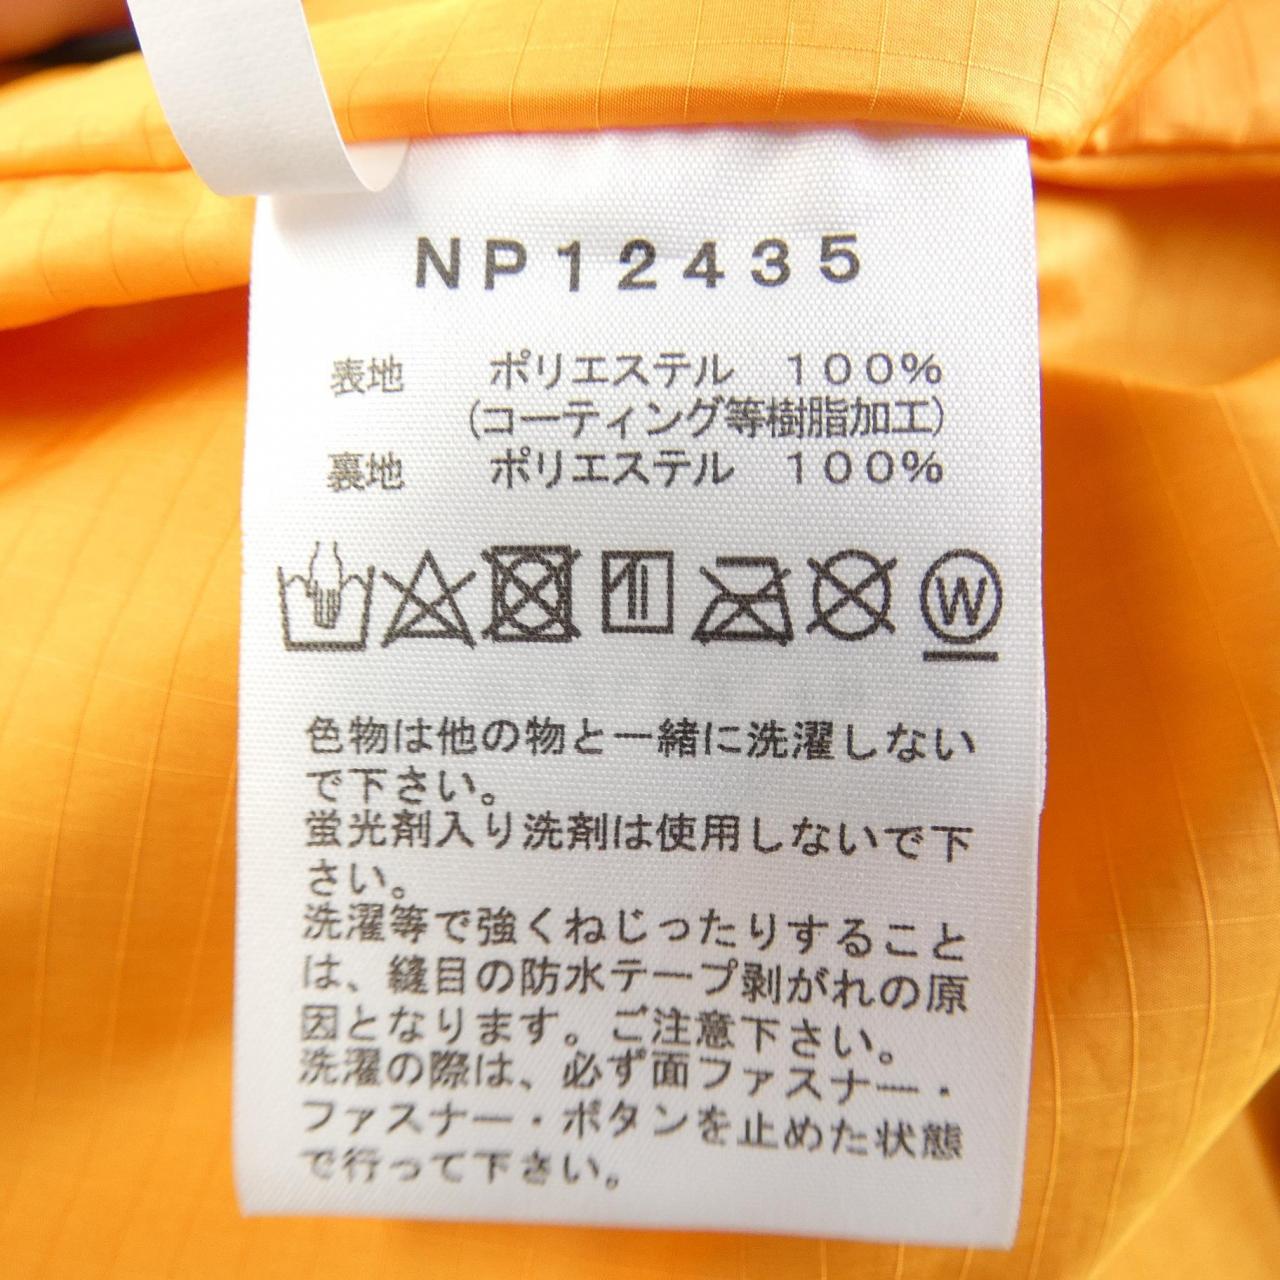 NP12435
表地 ポリエステル 100%
(コーティング等樹脂加工)
裏地 ポリエステル 100%
W
色物は他の物と一緒に洗濯しない
で下さい。
蛍光剤入り洗剤は使用しないで下
さい。
洗濯等で強くねじったりすること
は、縫目の防水テープ剥がれの原
因となります。ご注意下さい。
洗濯の際は、必ず面ファスナー・
ファスナー・ボタンを止めた状態
で行って下さい。